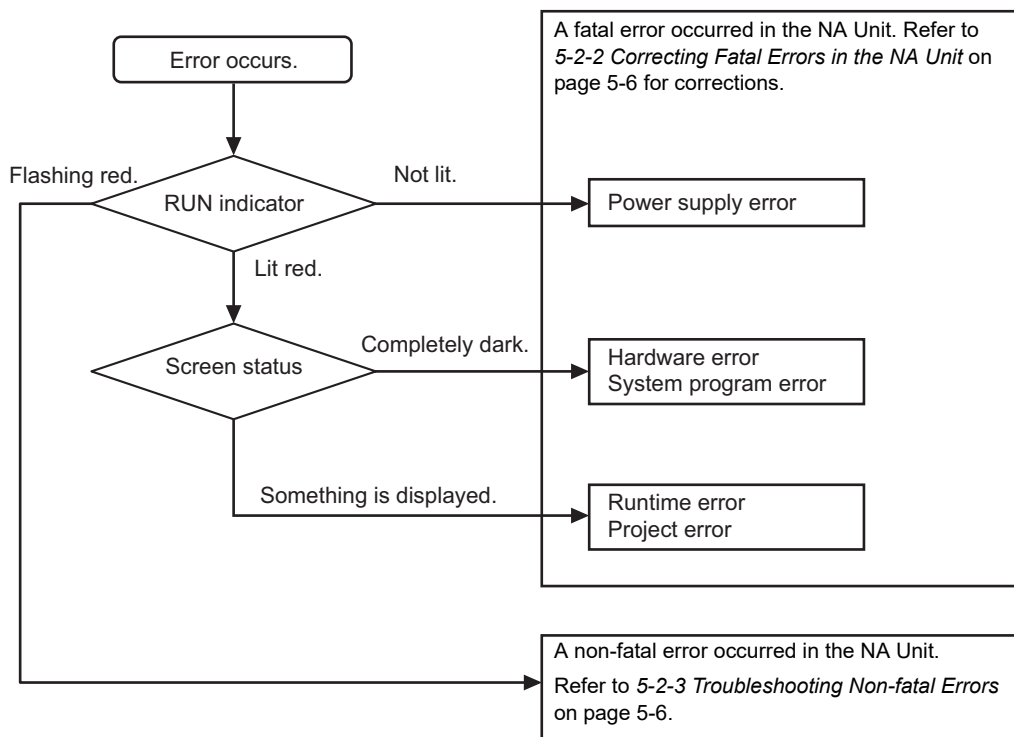 A fatal error occurred in the NA Unit. Refer to
5-2-2 Correcting Fatal Errors in the NA Unit on
page 5-6 for corrections.
Error occurs.
Flashing red.
Not lit.
RUN indicator
Power supply error
Lit red.
Completely dark.
Screen status
Hardware error
System program error
Something is displayed.
Runtime error
Project error
A non-fatal error occurred in the NA Unit.
Refer to 5-2-3 Troubleshooting Non-fatal Errors
on page 5-6.